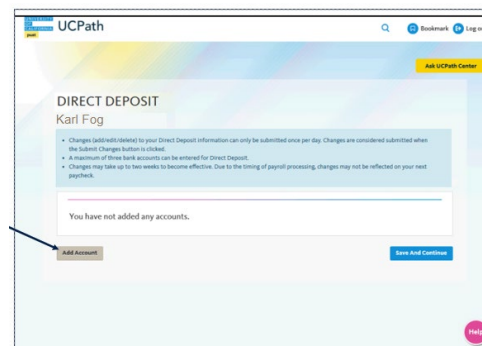 UNIVERSITY
OF
CALIFORNIA
UCPath
Bookmark
Log ou
Ask UCPath Center
DIRECT DEPOSIT
Karl Fog
• Changes (add/edit/delete) to your Direct Deposit information can only be submitted once per day. Changes are considered submitted when
the Submit Changes button is clicked.
• A maximum of three bank accounts can be entered for Direct Deposit.
• Changes may take up to two weeks to become effective. Due to the timing of payroll processing, changes may not be reflected on your next
paycheck.
You have not added any accounts.
Add Account
Save And Continue
Help